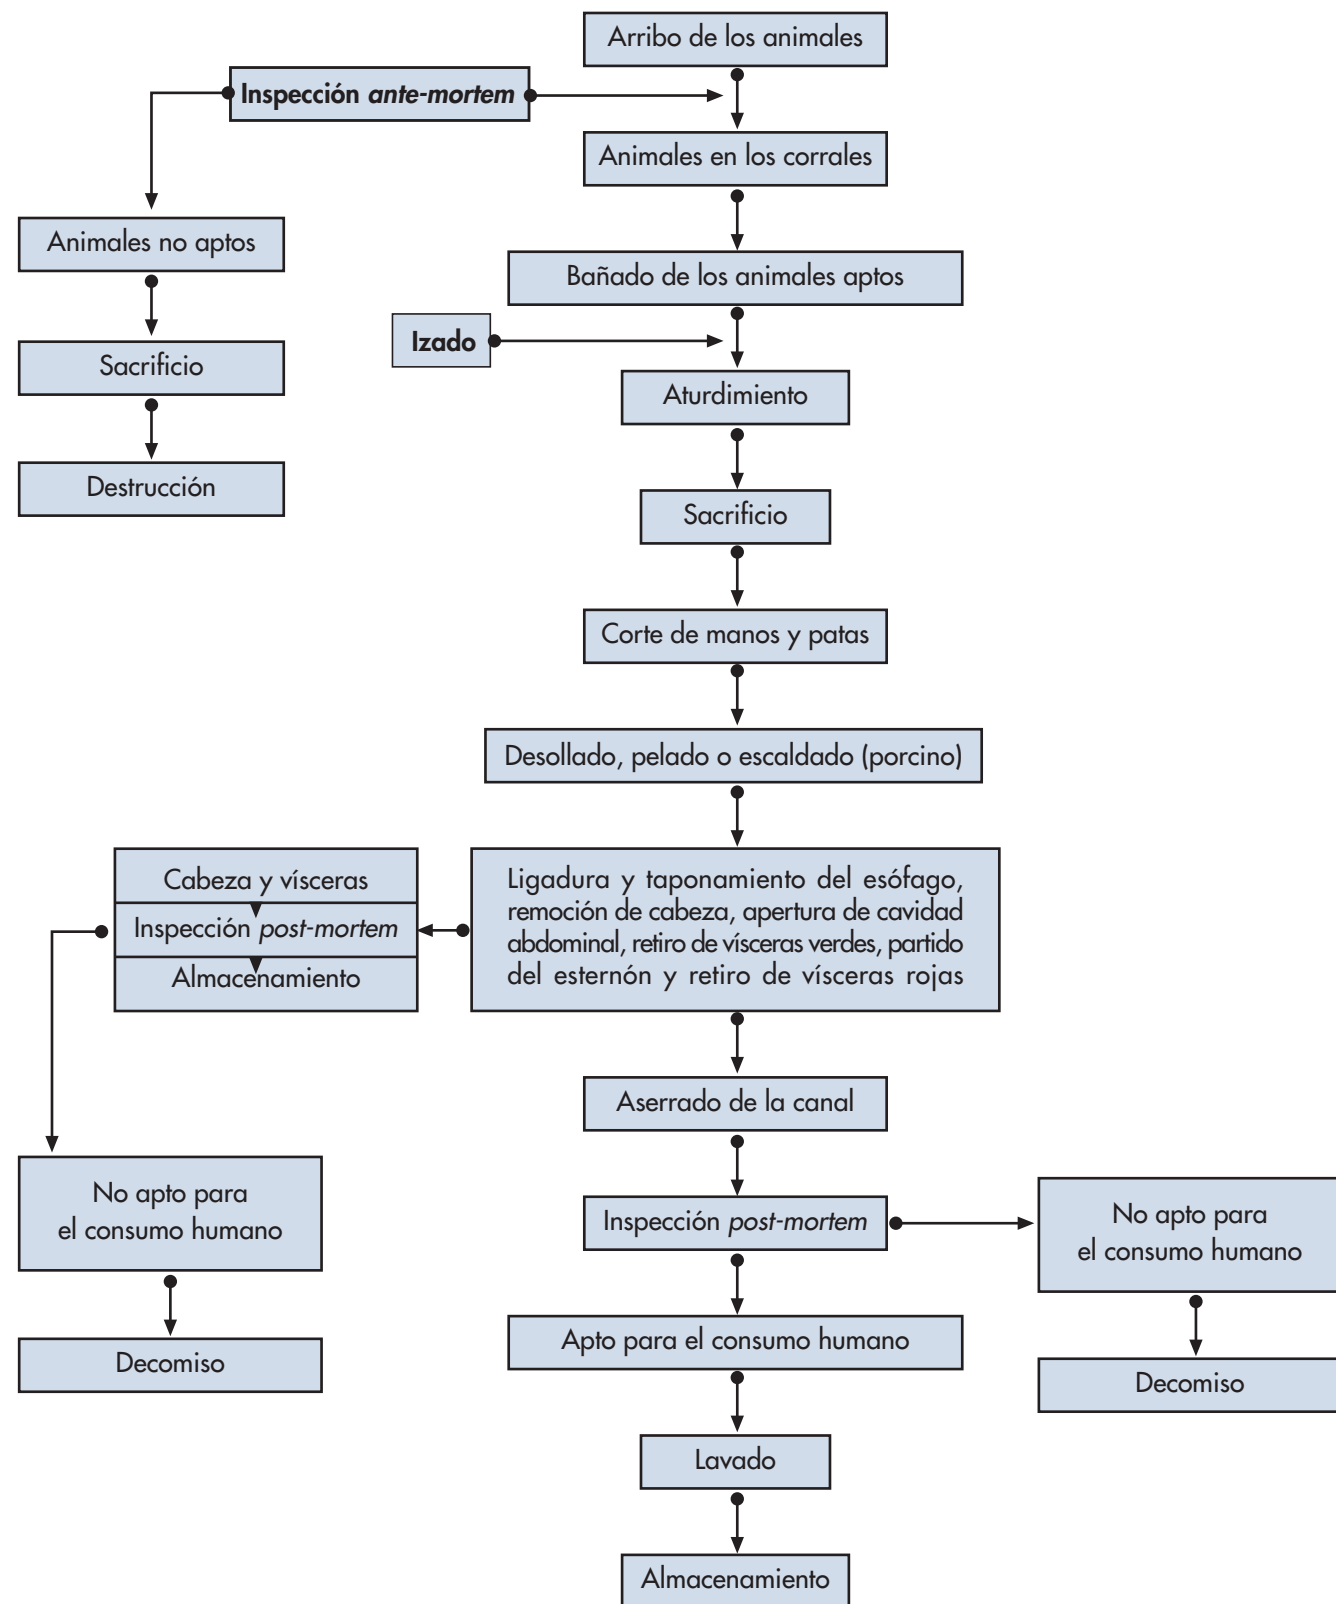 Arribo de los animales
Inspección ante-mortem
Animales en los corrales
Animales no aptos
Bañado de los animales aptos
Izado
Sacrificio
Aturdimiento
Destrucción
Sacrificio
Corte de manos y patas
Desollado, pelado o escaldado (porcino)
Cabeza y vísceras
Inspección post-mortem
Almacenamiento
Ligadura y taponamiento del esófago,
remoción de cabeza, apertura de cavidad
abdominal, retiro de vísceras verdes, partido
del esternón y retiro de vísceras rojas
Aserrado de la canal
No apto para
el consumo humano
Inspección post-mortem
No apto para
el consumo humano
Apto para el consumo humano
Decomiso
Decomiso
Lavado
Almacenamiento